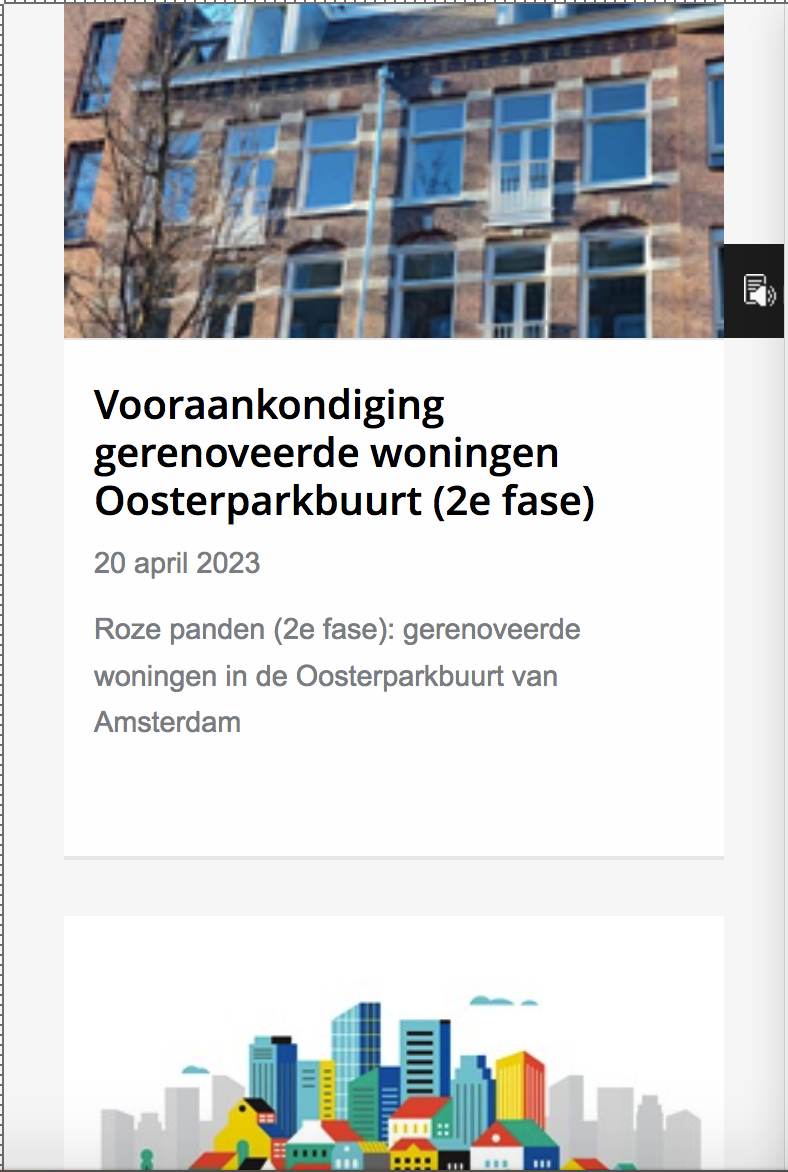 Vooraankondiging
gerenoveerde woningen
Oosterparkbuurt (2e fase)
20 april 2023
Roze panden (2e fase): gerenoveerde
woningen in de Oosterparkbuurt van
Amsterdam